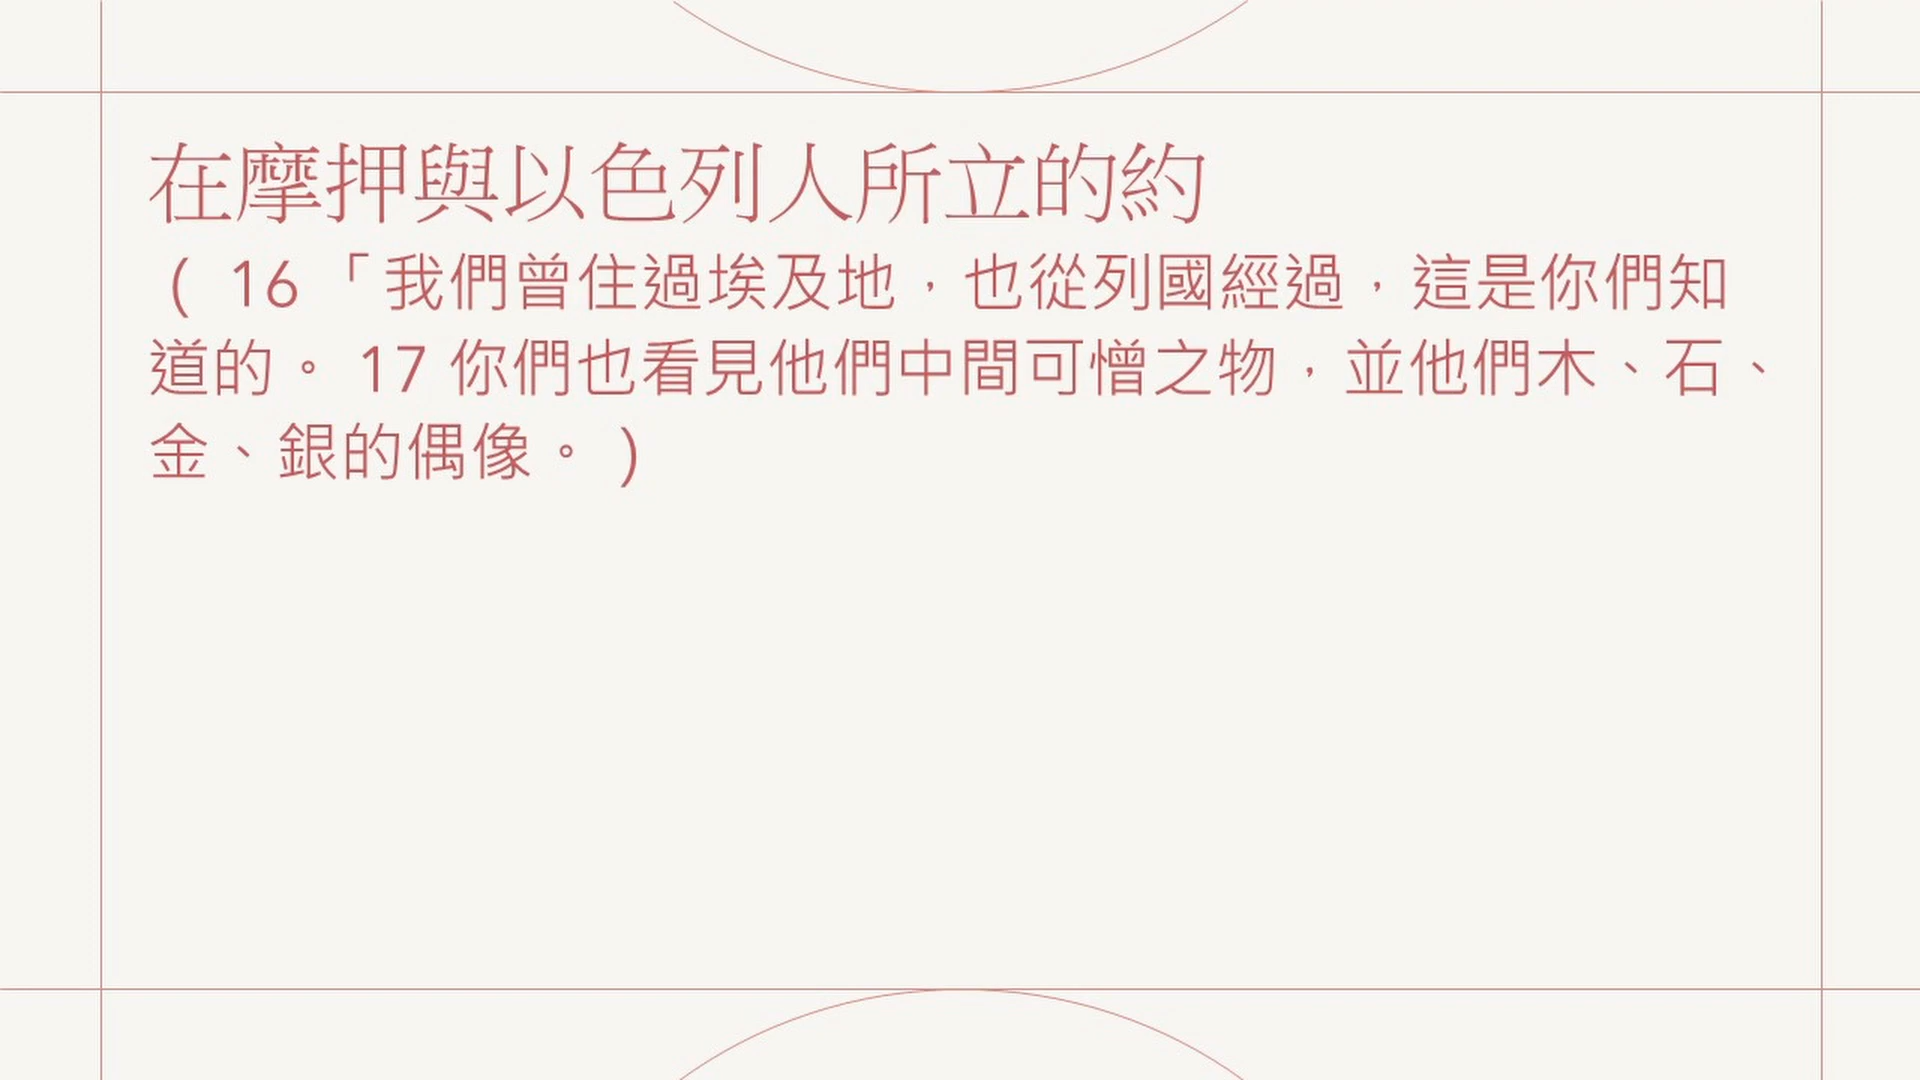 在摩押與以色列人所立的約
( 16 「我們曾住過埃及地，也從列國經過，這是你們知
道的。 17 你們也看見他們中間可憎之物，並他們木、石、
金、銀的偶像。 )